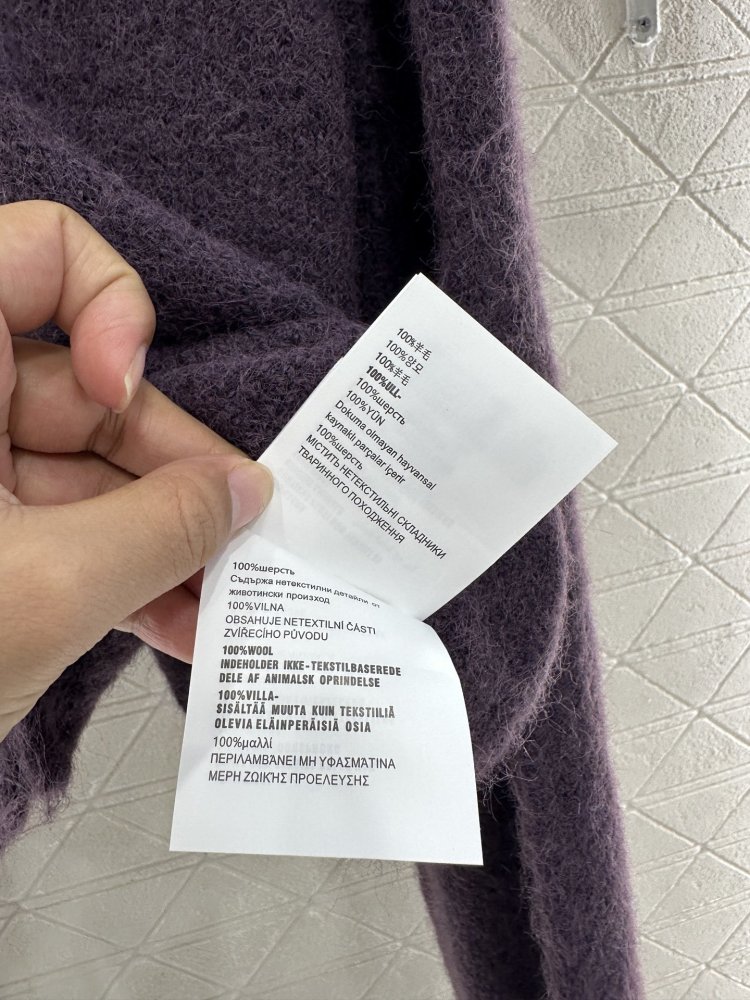 100%羊毛
100%양모
100%羊毛
100%ULL-
100%шерсть
100%YÜN
Dokuma olmayan hayvansal
kaynaklı parçalar içerir
100%шерсть
МІСТИТЬ НЕТЕКСТИЛЬНІ СКЛАДНИКИ
ТВАРИННОГО ПОХОДЖЕННЯ
100%шерсть
Съдържа нетекстилни детайли от
животински произход
100%VILNA
OBSAHUJE NETEXTILNÍ ČÁSTI
ZVÍŘECÍHO PŮVODU
100%WOOL
INDEHOLDER IKKE-TEKSTILBASEREDE
DELE AF ANIMALSK OPRINDELSE
100%VILLA-
SISÄLTÄÄ MUUTA KUIN TEKSTIILIÄ
OLEVIA ELÄINPERÄISIÄ OSIA
100%μαλλί
ΠΕΡΙΛΑΜΒΆΝΕΙ ΜΗ ΥΦΑΣΜΆΤΙΝΑ
ΜΕΡΗ ΖΩΙΚΉΣ ΠΡΟΕΛΕΥΣΗΣ